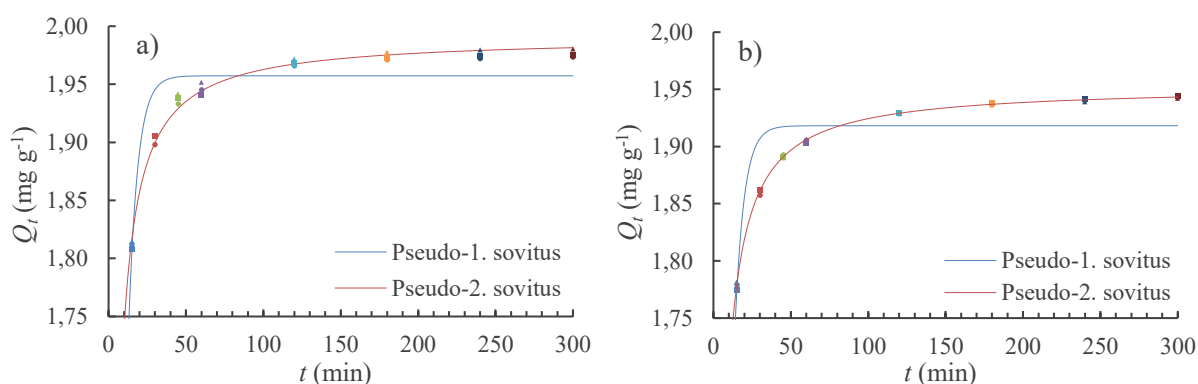 a)
2,00
1,95
1,90
1,85
1,80
1,75
Q_t (mg g⁻¹)
Pseudo-1. sovitus
Pseudo-2. sovitus
0 50 100 150 200 250 300
t (min)
b)
2,00
1,95
1,90
1,85
1,80
1,75
Q_t (mg g⁻¹)
Pseudo-1. sovitus
Pseudo-2. sovitus
0 50 100 150 200 250 300
t (min)